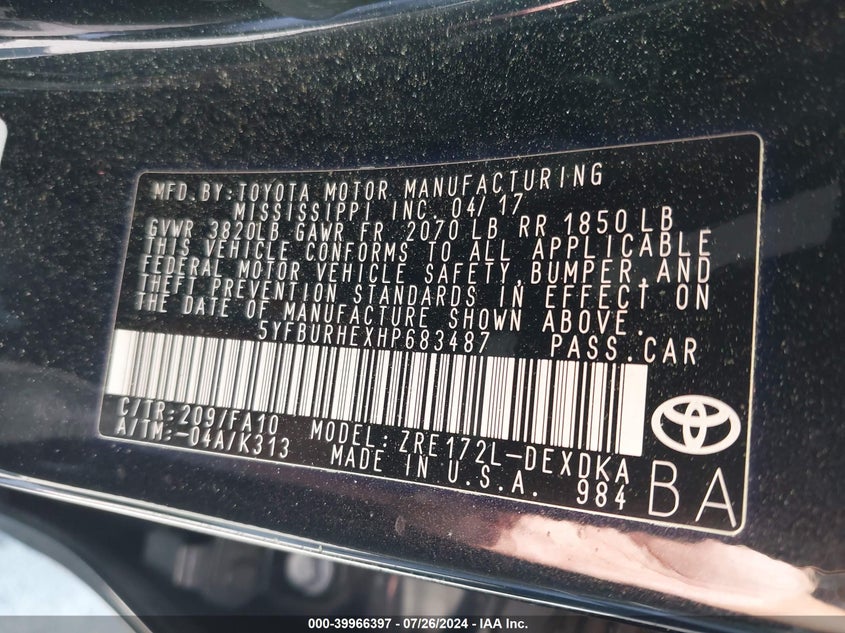 MFD.BY:TOYOTA MOTOR MANUFACTURING
MISSISSIPPI INC. 04/17
GVWR 3820LB GAWR FR 2070 LB RR 1850 LB
THIS VEHICLE CONFORMS TO ALL APPLICABLE
FEDERAL MOTOR VEHICLE SAFETY,BUMPER,AND
THEFT PREVENTION STANDARDS IN EFFECT ON
THE DATE OF MANUFACTURE SHOWN ABOVE.
5YFBURHEXHP683487 PASS.CAR
C/TR:209/FA10 MODEL:ZRE172L-DEXDKA
A/TM:-04A/K313 MADE IN U.S.A. 984
BA
000-39966397 - 07/26/2024 - IAA Inc.